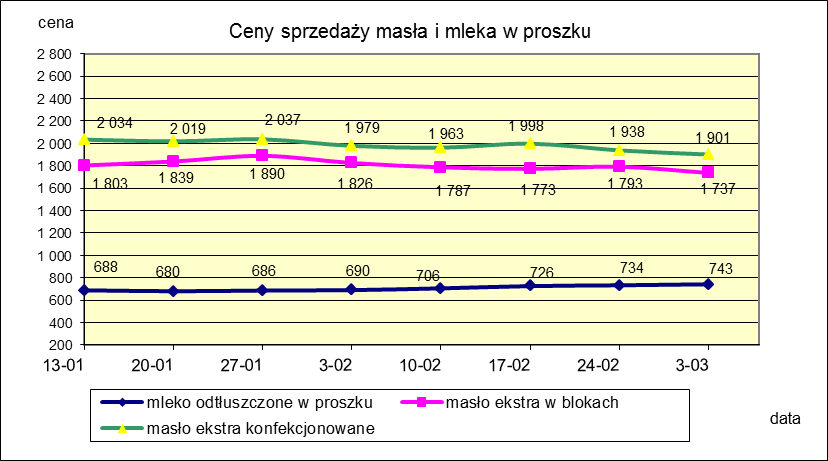 cena
Ceny sprzedaży masła i mleka w proszku
2 800
2 600
2 400
2 200
2 000
1 800
1 600
1 400
1 200
1 000
800
600
400
200
2 034 2 019 2 037 1 979 1 963 1 998 1 938 1 901
1 803 1 839 1 890 1 826 1 787 1 773 1 793 1 737
688 680 686 690 706 726 734 743
13-01 20-01 27-01 3-02 10-02 17-02 24-02 3-03
mleko odtłuszczone w proszku masło ekstra w blokach
masło ekstra konfekcjonowane
data